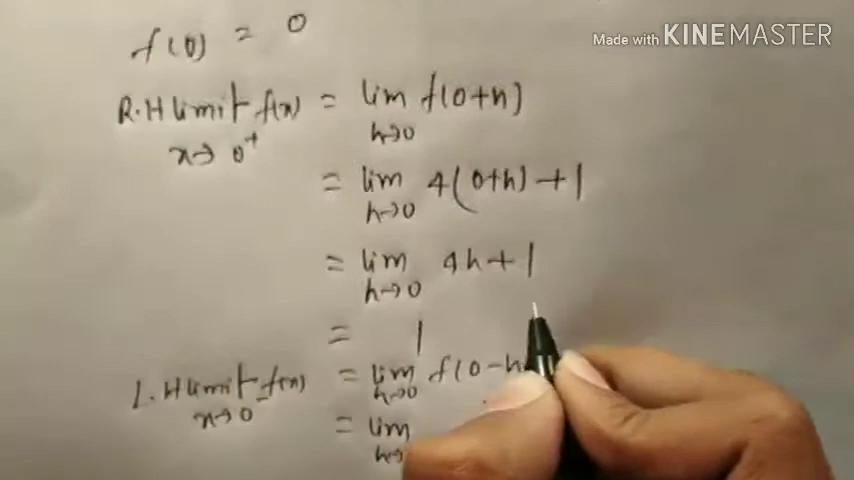 Made with KINEMASTER
f(0) = 0
R.H limit f(x) = lim f(0+h)
x→0⁺ h→0
= lim 4(0+h)+1
h→0
= lim 4h+1
h→0
= 1
L.H limit f(x) = lim f(0-h
x→0⁻ h→0
= lim
h→